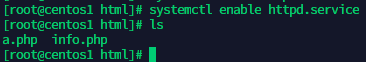 [root@centos1 html]# systemctl enable httpd.service
[root@centos1 html]# ls
a.php  info.php
[root@centos1 html]#